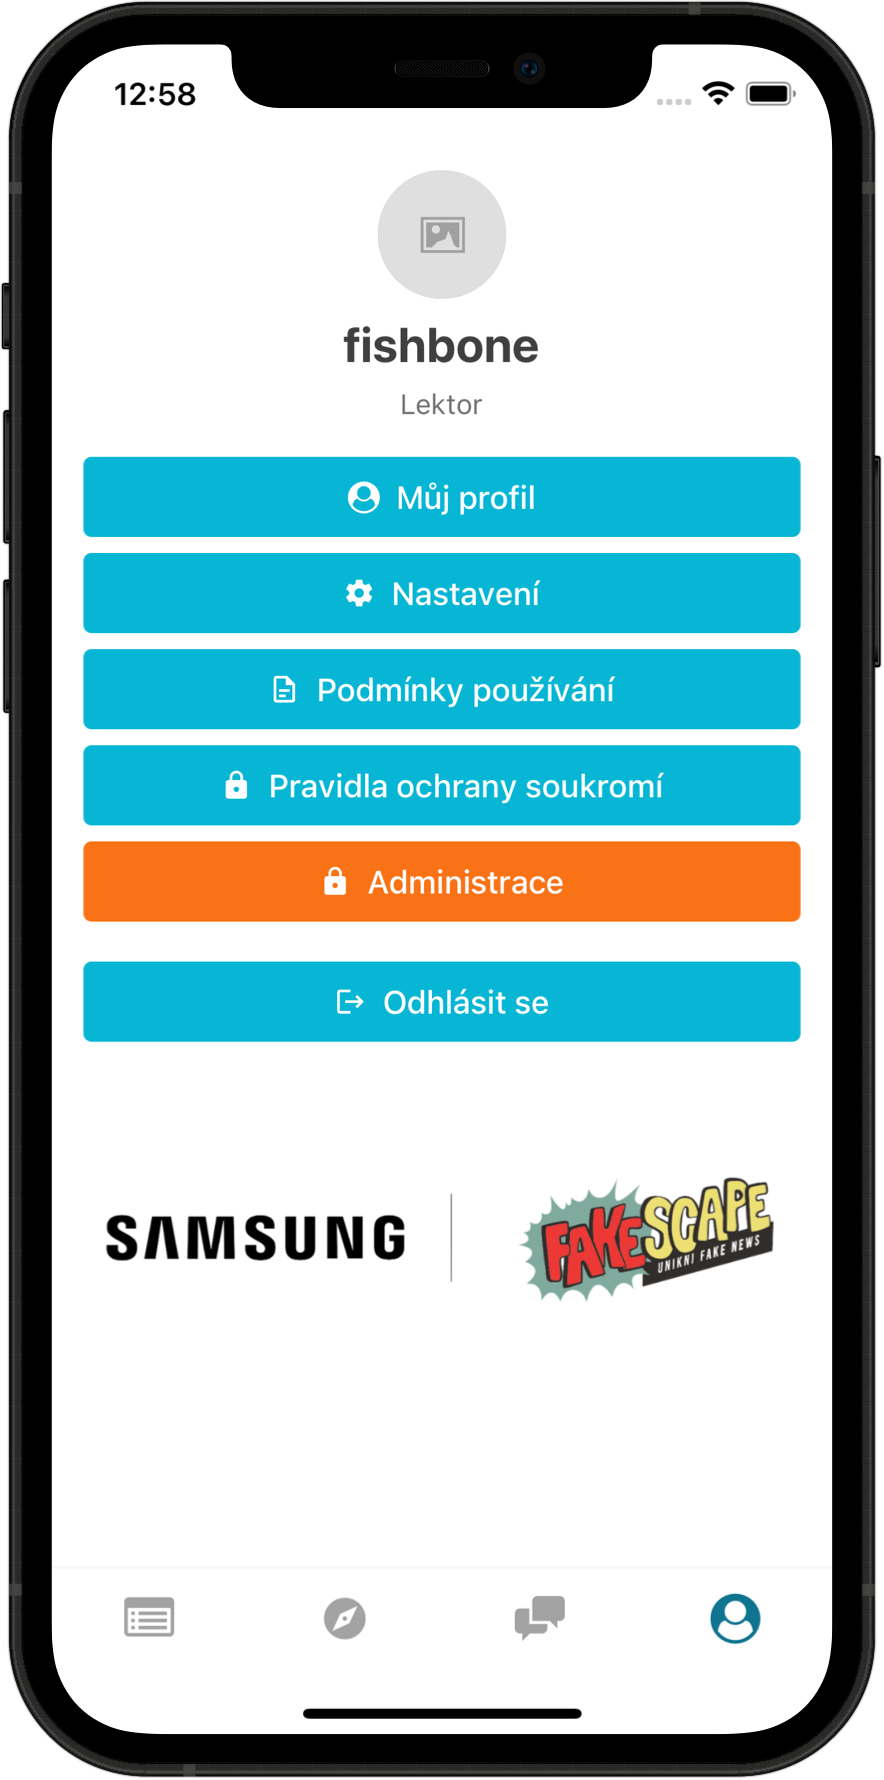 12:58
fishbone
Lektor
Můj profil
Nastavení
Podmínky používání
Pravidla ochrany soukromí
Administrace
Odhlásit se
SAMSUNG
FAKESCAPE
UNIKNI FAKE NEWS